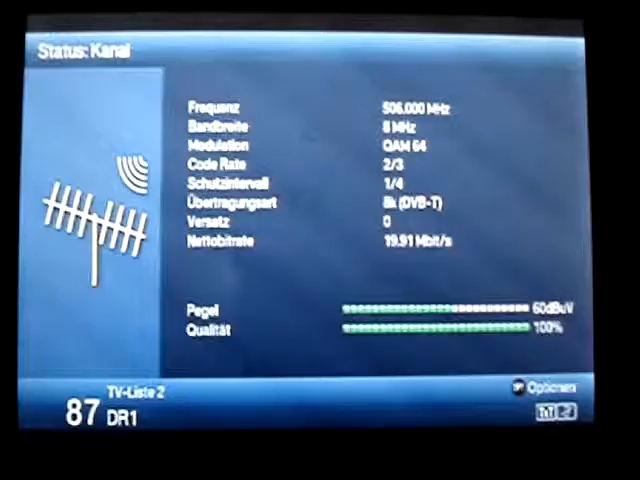 Status: Kanal
Frequenz 506.000 MHz
Bandbreite 8 MHz
Modulation QAM 64
Code Rate 2/3
Schutzintervall 1/4
Übertragungsart 8k (DVB-T)
Versatz 0
Nettobitrate 19.91 Mbit/s
Pegel 60dBuV
Qualität 100%
TV-Liste 2
Optionen
87 DR1